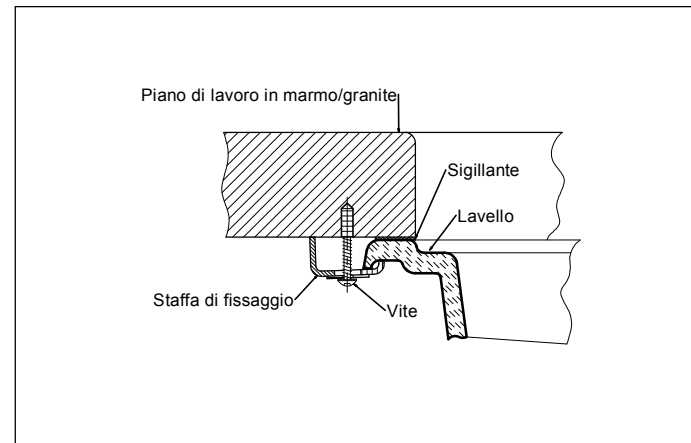 Piano di lavoro in marmo/granite
Sigillante
Lavello
Staffa di fissaggio
Vite